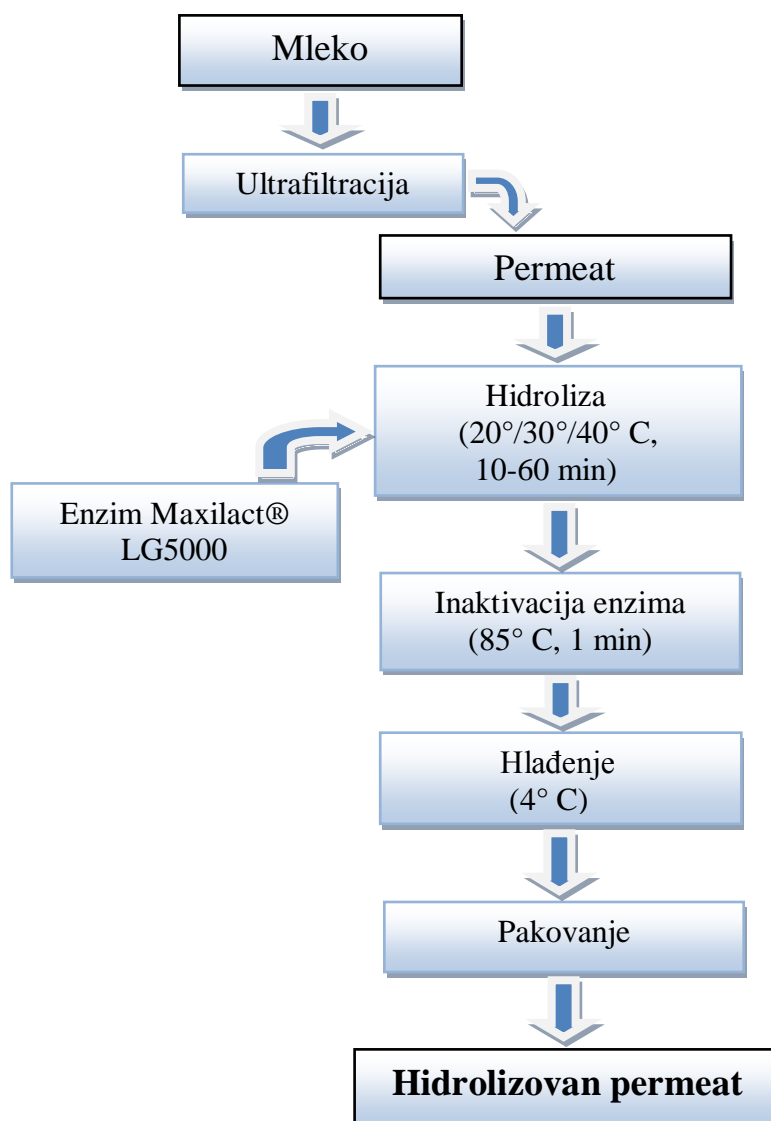 Mleko
Ultrafiltracija
Permeat
Hidroliza
(20°/30°/40° C,
10-60 min)
Enzim Maxilact®
LG5000
Inaktivacija enzima
(85° C, 1 min)
Hlađenje
(4° C)
Pakovanje
Hidrolizovan permeat